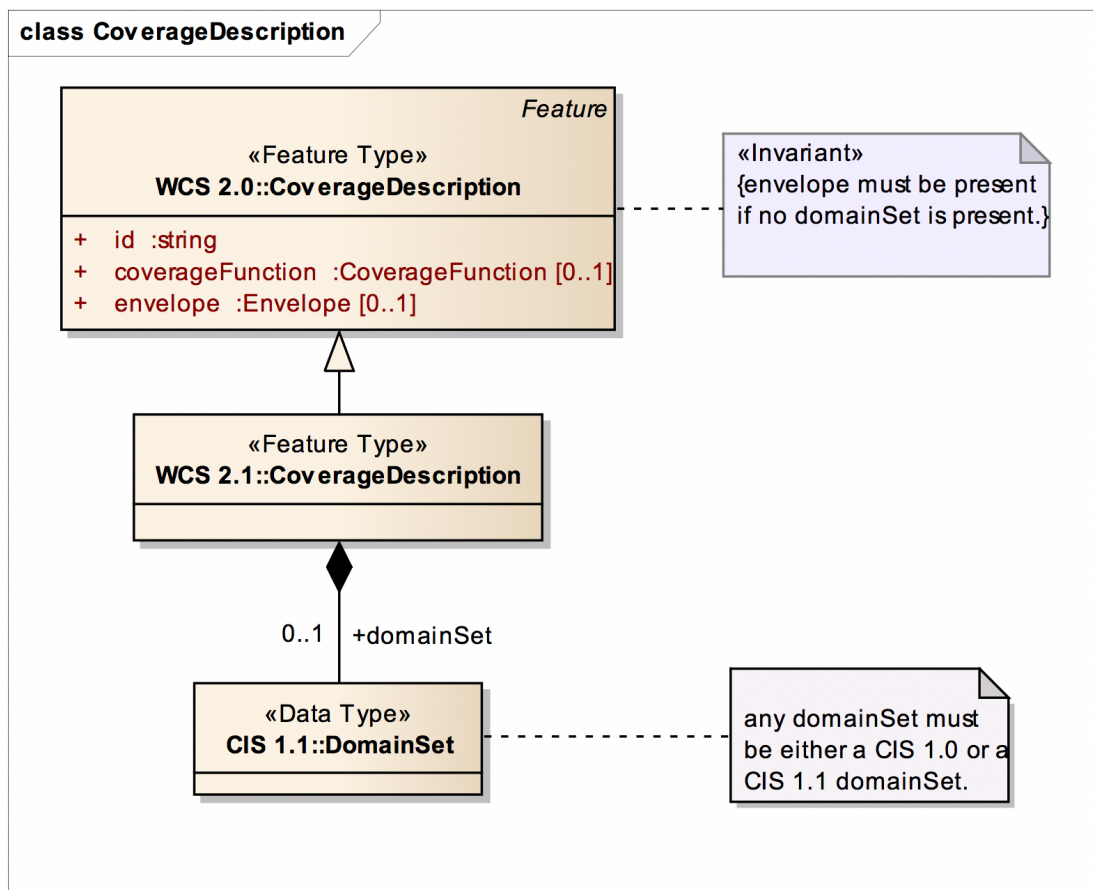 class CoverageDescription
Feature
«Feature Type»
WCS 2.0::CoverageDescription
+ id :string
+ coverageFunction :CoverageFunction [0..1]
+ envelope :Envelope [0..1]
«Invariant»
{envelope must be present
if no domainSet is present.}
«Feature Type»
WCS 2.1::CoverageDescription
0..1 +domainSet
«Data Type»
CIS 1.1::DomainSet
any domainSet must
be either a CIS 1.0 or a
CIS 1.1 domainSet.